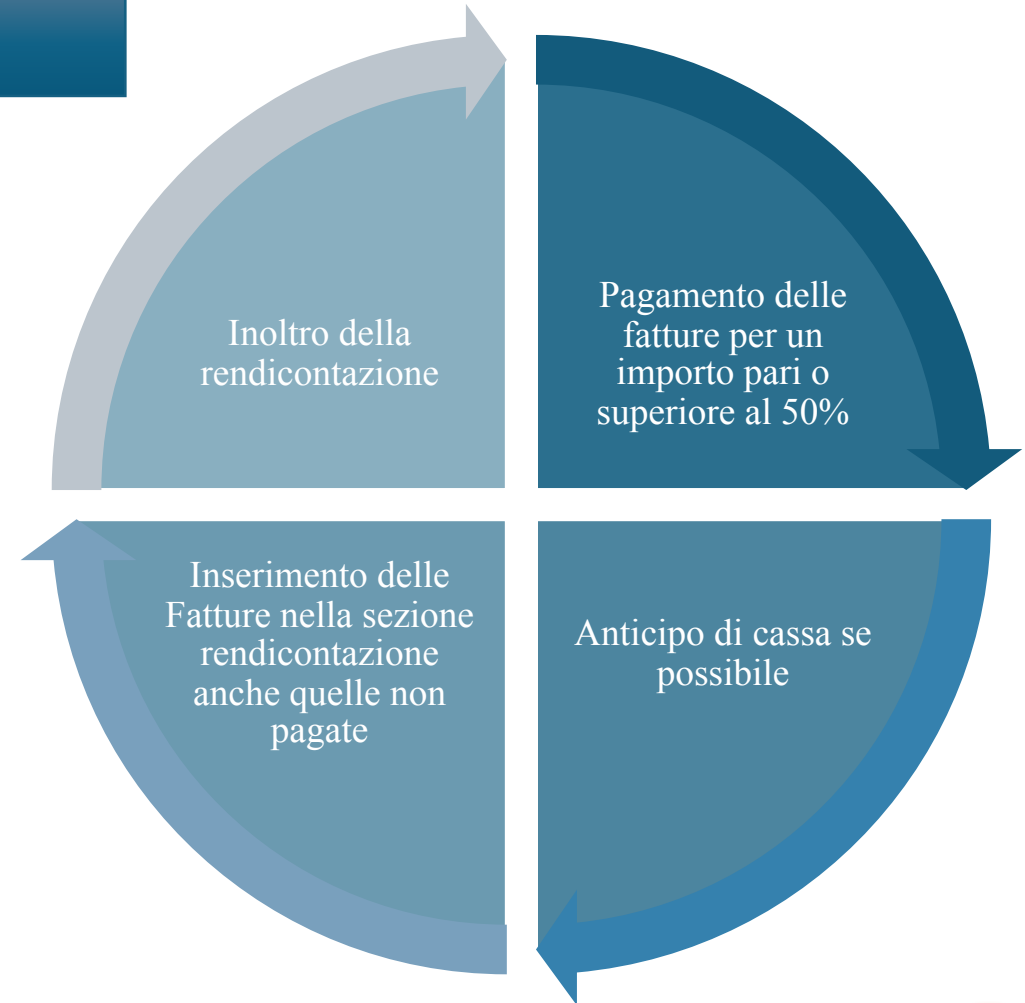 Inoltro della
rendicontazione
Pagamento delle
fatture per un
importo pari o
superiore al 50%
Inserimento delle
Fatture nella sezione
rendicontazione
anche quelle non
pagate
Anticipo di cassa se
possibile